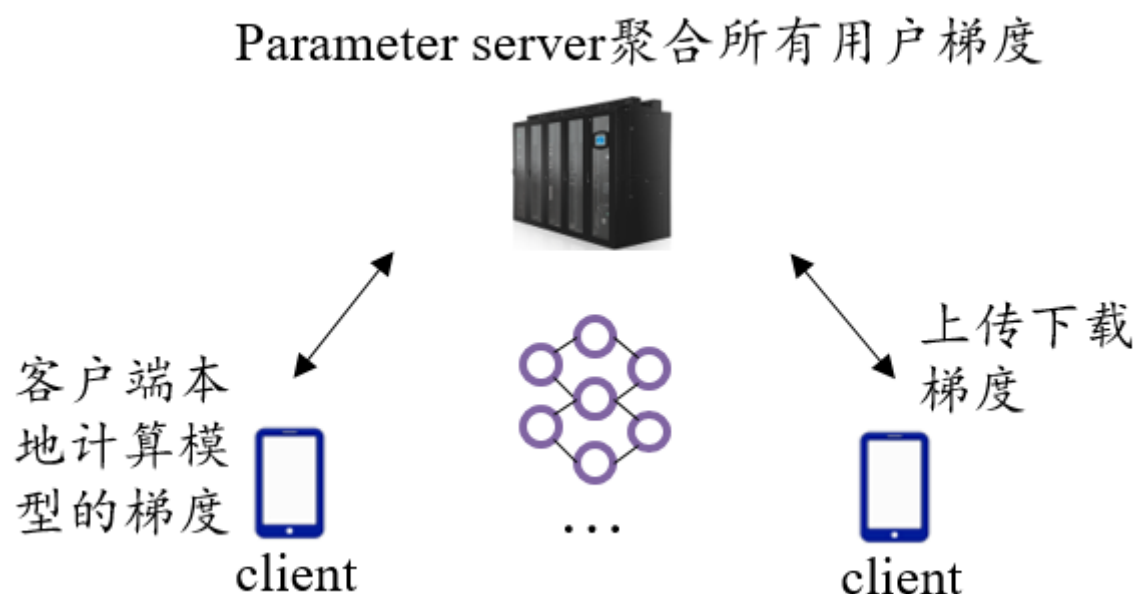 Parameter server聚合所有用户梯度
上传下载
梯度
客户端本
地计算模
型的梯度
...
client
client